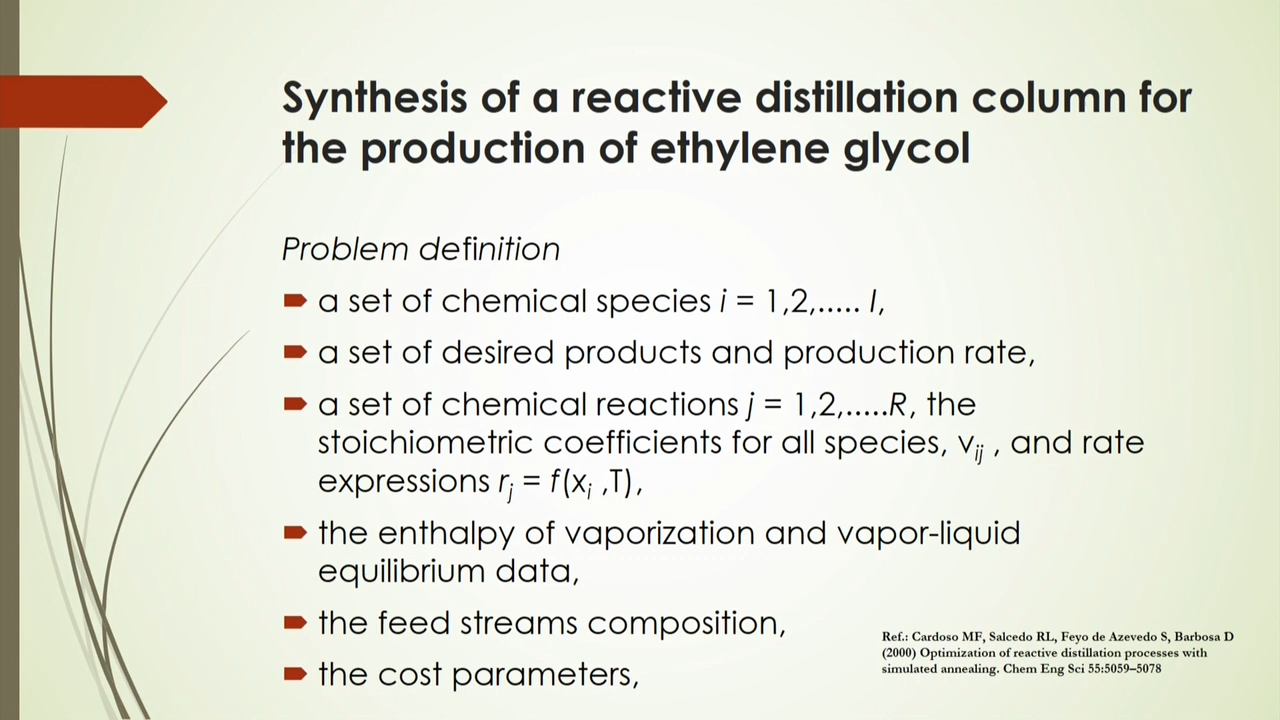 Synthesis of a reactive distillation column for
the production of ethylene glycol
Problem definition
a set of chemical species i = 1,2,..... I,
a set of desired products and production rate,
a set of chemical reactions j = 1,2,.....R, the
stoichiometric coefficients for all species, vij , and rate
expressions rj = f(xi ,T),
the enthalpy of vaporization and vapor-liquid
equilibrium data,
the feed streams composition,
the cost parameters,
Ref.: Cardoso MF, Salcedo RL, Feyo de Azevedo S, Barbosa D
(2000) Optimization of reactive distillation processes with
simulated annealing. Chem Eng Sci 55:5059–5078